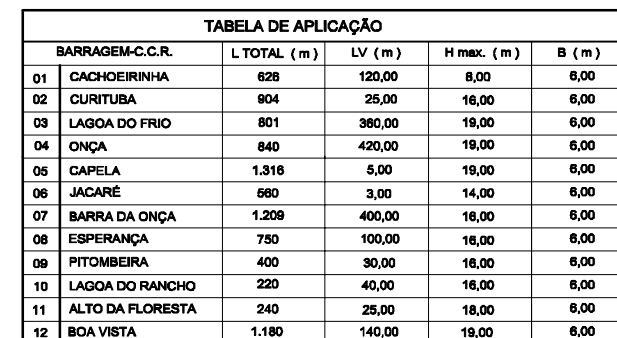 TABELA DE APLICAÇÃO
BARRAGEM-C.C.R. L TOTAL (m) LV (m) H max. (m) B (m)
01 CACHOEIRINHA 626 120,00 8,00 6,00
02 CURITUBA 904 25,00 16,00 6,00
03 LAGOA DO FRIO 801 360,00 19,00 6,00
04 ONÇA 840 420,00 19,00 6,00
05 CAPELA 1.316 5,00 19,00 6,00
06 JACARÉ 560 3,00 14,00 6,00
07 BARRA DA ONÇA 1.209 400,00 16,00 6,00
08 ESPERANÇA 750 100,00 16,00 6,00
09 PITOMBEIRA 400 30,00 16,00 6,00
10 LAGOA DO RANCHO 220 40,00 16,00 6,00
11 ALTO DA FLORESTA 240 25,00 18,00 6,00
12 BOA VISTA 1.180 140,00 19,00 6,00